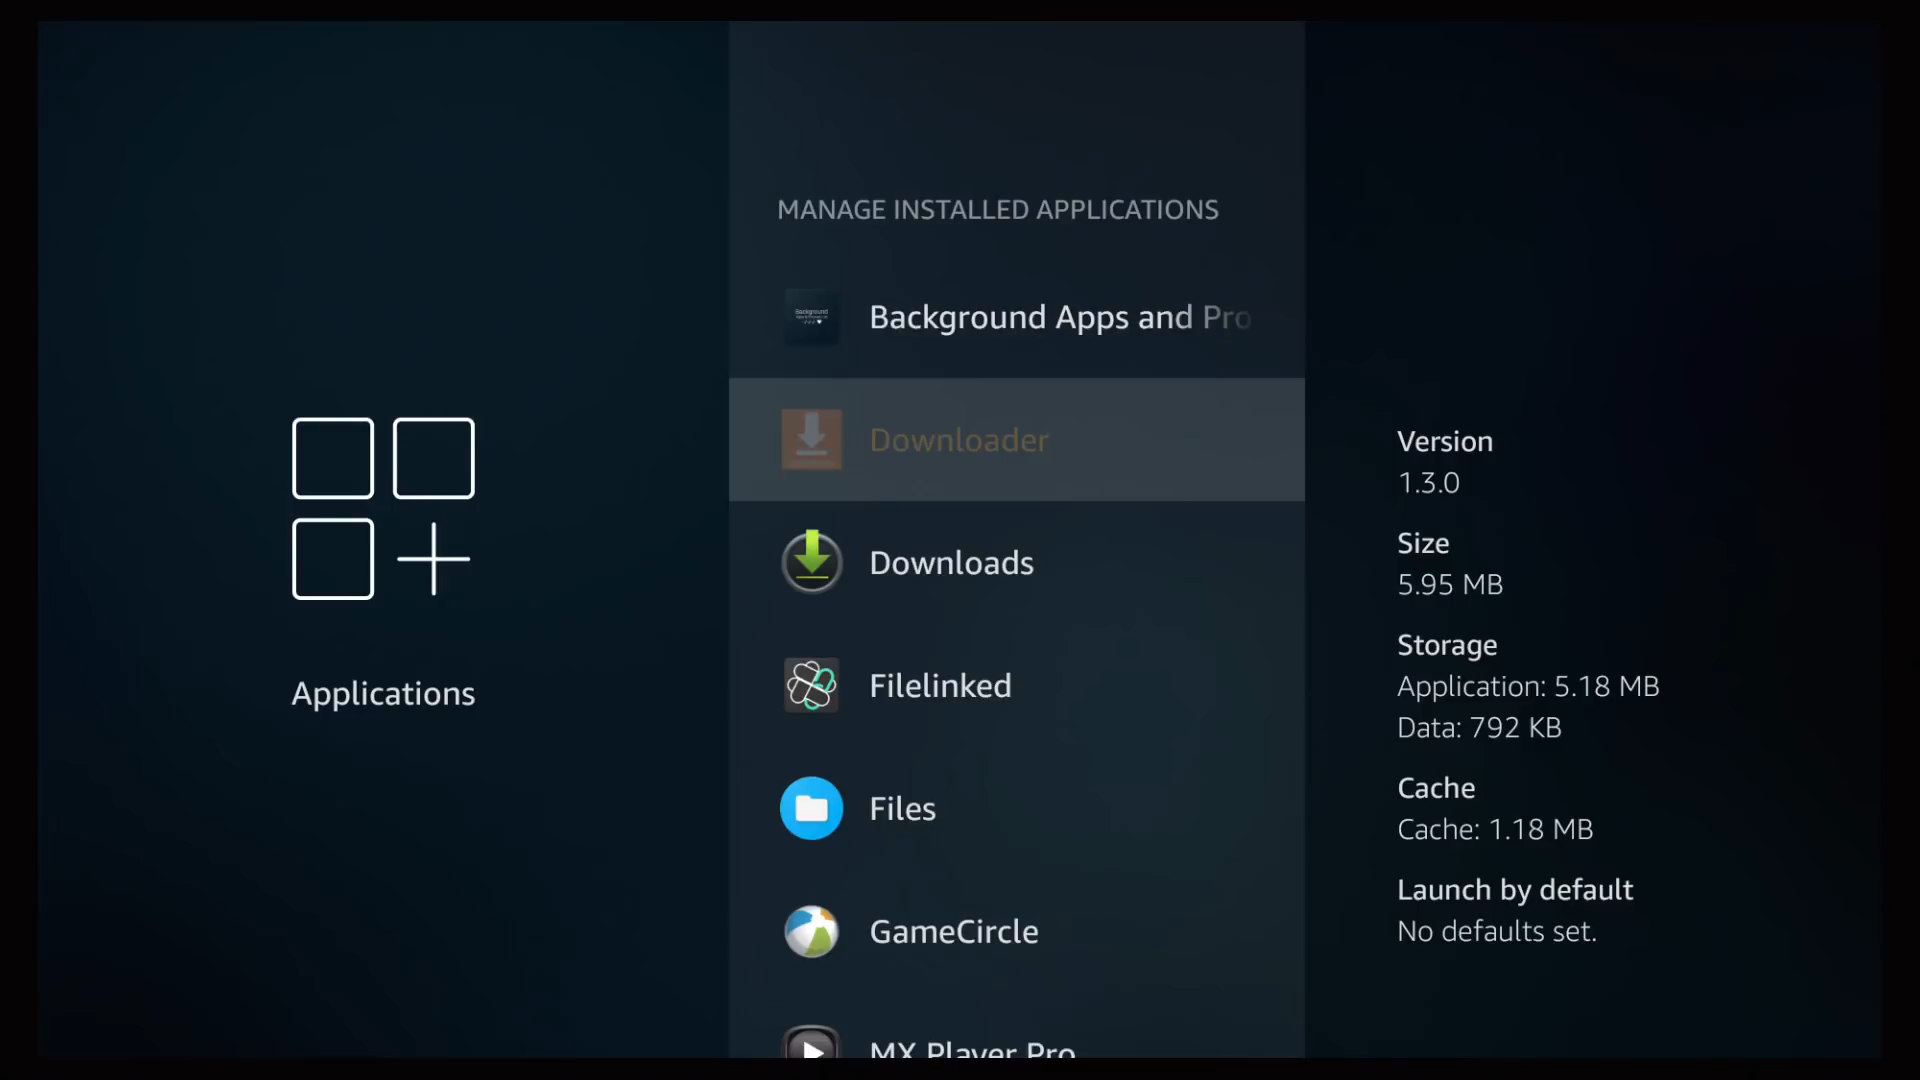 MANAGE INSTALLED APPLICATIONS
Background Apps and Pro
Downloader
Downloads
Filelinked
Files
GameCircle
MX Player Pro
Applications
Version
1.3.0
Size
5.95 MB
Storage
Application: 5.18 MB
Data: 792 KB
Cache
Cache: 1.18 MB
Launch by default
No defaults set.